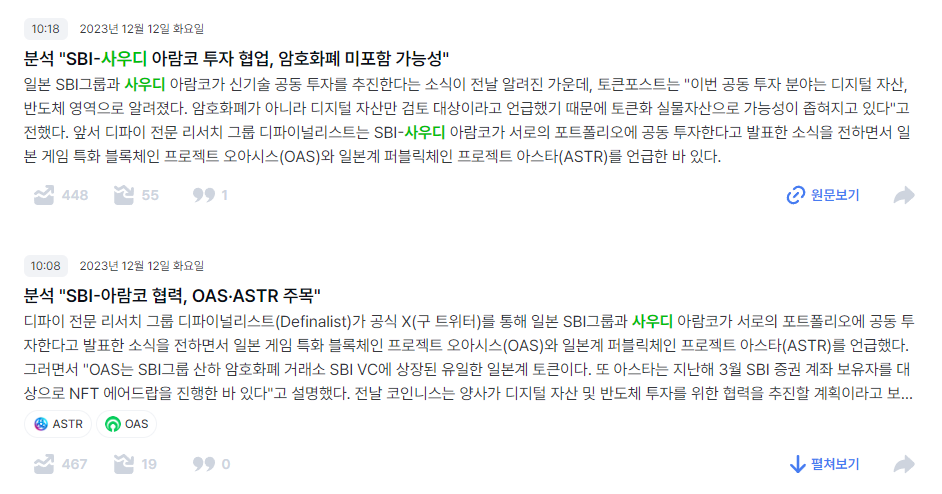 10:18 2023년 12월 12일 화요일
분석 "SBI-사우디 아람코 투자 협업, 암호화폐 미포함 가능성"
일본 SBI그룹과 사우디 아람코가 신기술 공동 투자를 추진한다는 소식이 전날 알려진 가운데, 토큰포스트는 "이번 공동 투자 분야는 디지털 자산,
반도체 영역으로 알려졌다. 암호화폐가 아니라 디지털 자산만 검토 대상이라고 언급했기 때문에 토큰화 실물자산으로 가능성이 좁혀지고 있다"고
전했다. 앞서 디파이 전문 리서치 그룹 디파이널리스트는 SBI-사우디 아람코가 서로의 포트폴리오에 공동 투자한다고 발표한 소식을 전하면서 일
본 게임 특화 블록체인 프로젝트 오아시스(OAS)와 일본계 퍼블릭체인 프로젝트 아스타(ASTR)를 언급한 바 있다.
448 55 1 원문보기
10:08 2023년 12월 12일 화요일
분석 "SBI-아람코 협력, OAS·ASTR 주목"
디파이 전문 리서치 그룹 디파이널리스트(Definalist)가 공식 X(구 트위터)를 통해 일본 SBI그룹과 사우디 아람코가 서로의 포트폴리오에 공동 투
자한다고 발표한 소식을 전하면서 일본 게임 특화 블록체인 프로젝트 오아시스(OAS)와 일본계 퍼블릭체인 프로젝트 아스타(ASTR)를 언급했다.
그러면서 "OAS는 SBI그룹 산하 암호화폐 거래소 SBI VC에 상장된 유일한 일본계 토큰이다. 또 아스타는 지난해 3월 SBI 증권 계좌 보유자를 대
상으로 NFT 에어드랍을 진행한 바 있다"고 설명했다. 전날 코인니스는 양사가 디지털 자산 및 반도체 투자를 위한 협력을 추진할 계획이라고 보...
ASTR OAS
467 19 0 펼쳐보기